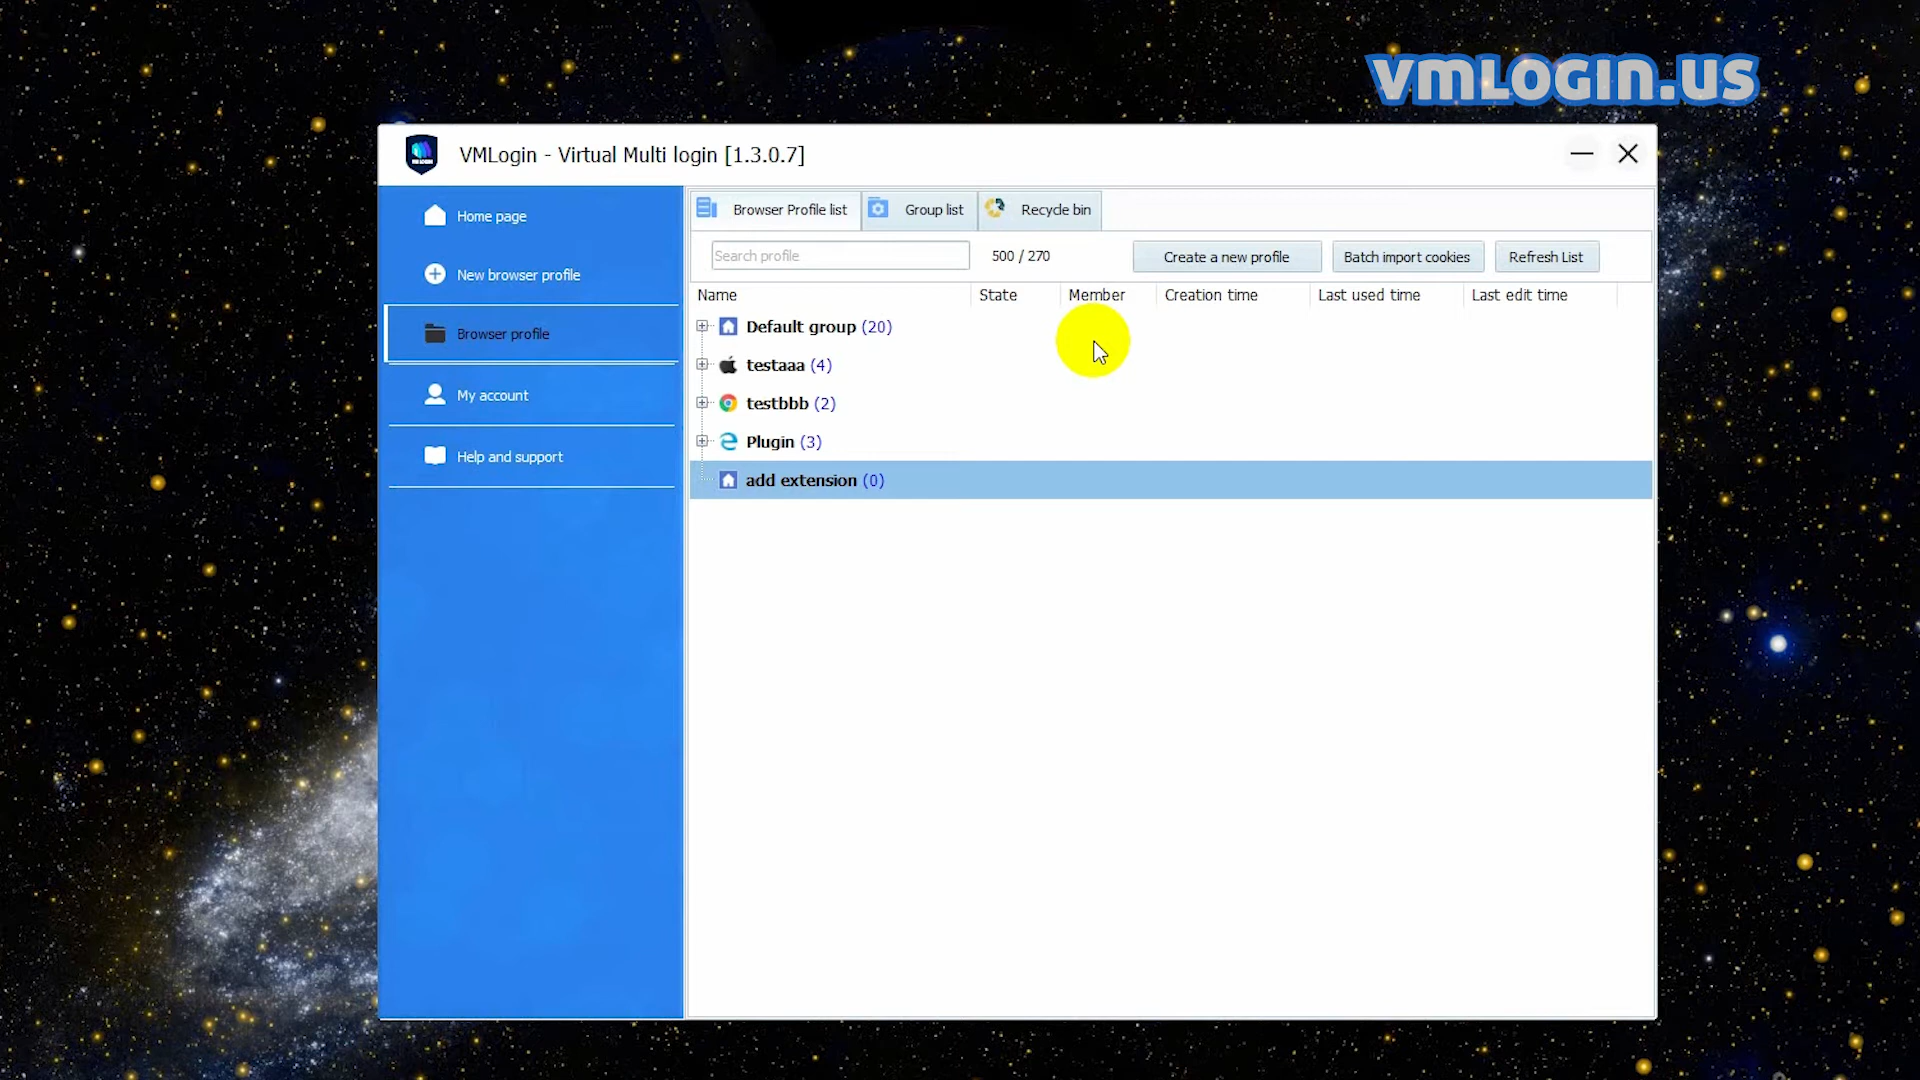 vmLogin.us
VMLogin - Virtual Multi login [1.3.0.7]
Home page
New browser profile
Browser profile
My account
Help and support
Browser Profile list
Group list
Recycle bin
Search profile
500 / 270
Create a new profile
Batch import cookies
Refresh List
Name State Member Creation time Last used time Last edit time
Default group (20)
testaaa (4)
testbbb (2)
Plugin (3)
add extension (0)